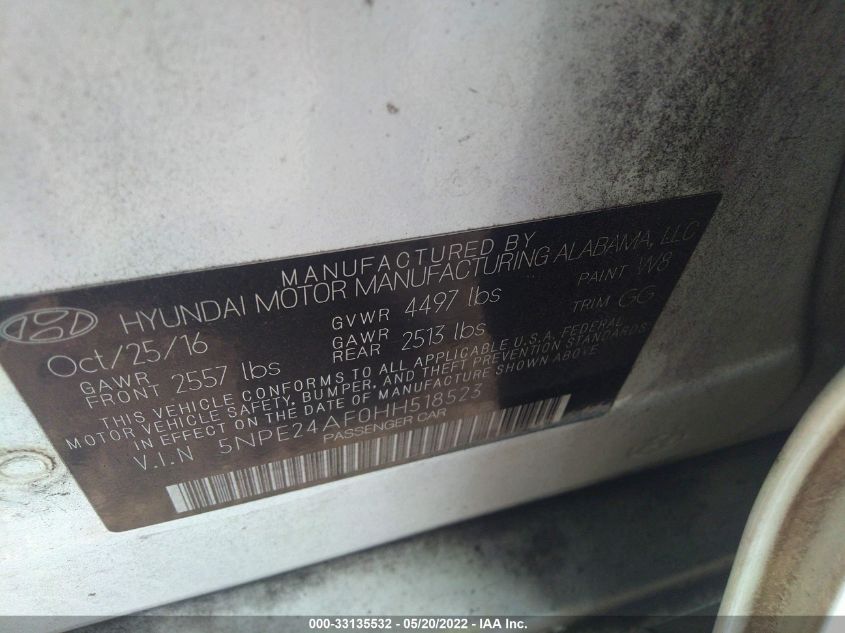 MANUFACTURED BY
HYUNDAI MOTOR MANUFACTURING ALABAMA, LLC
Oct/25/16
GVWR 4497 lbs
PAINT W8
GAWR FRONT 2557 lbs
GAWR REAR 2513 lbs
TRIM GG
THIS VEHICLE CONFORMS TO ALL APPLICABLE U.S.A. FEDERAL
MOTOR VEHICLE SAFETY, BUMPER, AND THEFT PREVENTION STANDARDS
IN EFFECT ON THE DATE OF MANUFACTURE SHOWN ABOVE
V.I.N 5NPE24AF0HH518523
PASSENGER CAR
000-33135532 / 05/20/2022 - IAA Inc.